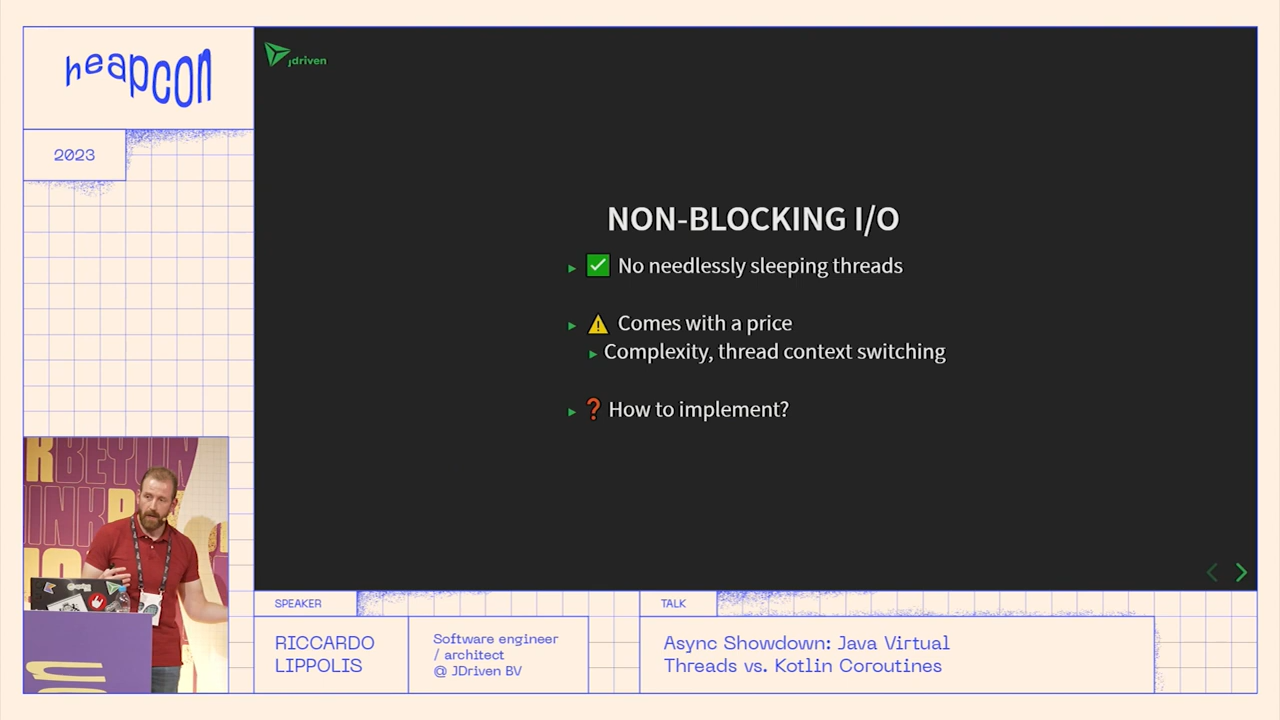 heapcon
2023
jdriven
NON-BLOCKING I/O
No needlessly sleeping threads
Comes with a price
Complexity, thread context switching
How to implement?
SPEAKER
RICCARDO
LIPPOLIS
Software engineer
/ architect
@ JDriven BV
TALK
Async Showdown: Java Virtual
Threads vs. Kotlin Coroutines